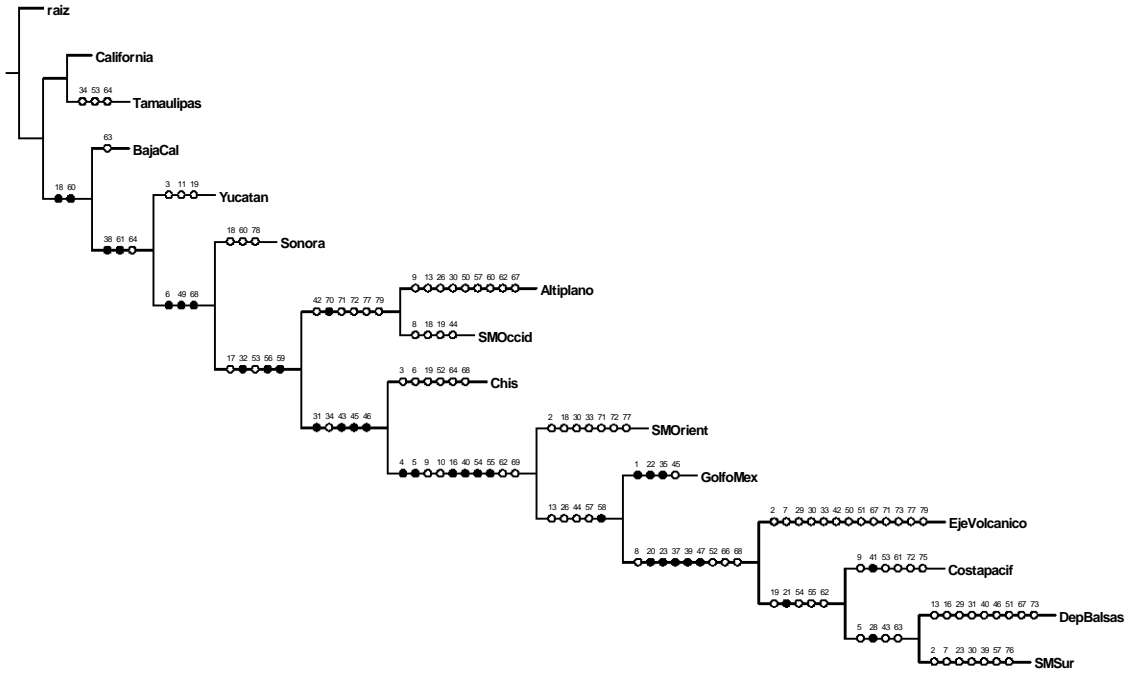 raiz
California
34 53 64
Tamaulipas
63
BajaCal
18 60
3 11 19
Yucatan
38 61 64
18 60 78
Sonora
6 49 68
9 13 26 30 50 57 60 62 67
Altiplano
42 70 71 72 77 79
8 18 19 44
SMOccid
17 32 53 56 59
3 6 19 52 64 68
Chis
31 34 43 45 46
2 18 30 33 71 72 77
SMOrient
4 5 9 10 16 40 54 55 62 69
1 22 35 45
GolfoMex
13 26 44 57 58
2 7 29 30 33 42 50 51 67 71 73 77 79
EjeVolcanico
8 20 23 37 39 47 52 66 68
9 41 53 61 72 75
Costapacif
19 21 54 55 62
13 16 29 31 40 46 51 67 73
DepBalsas
5 28 43 63
2 7 23 30 39 57 76
SMSur